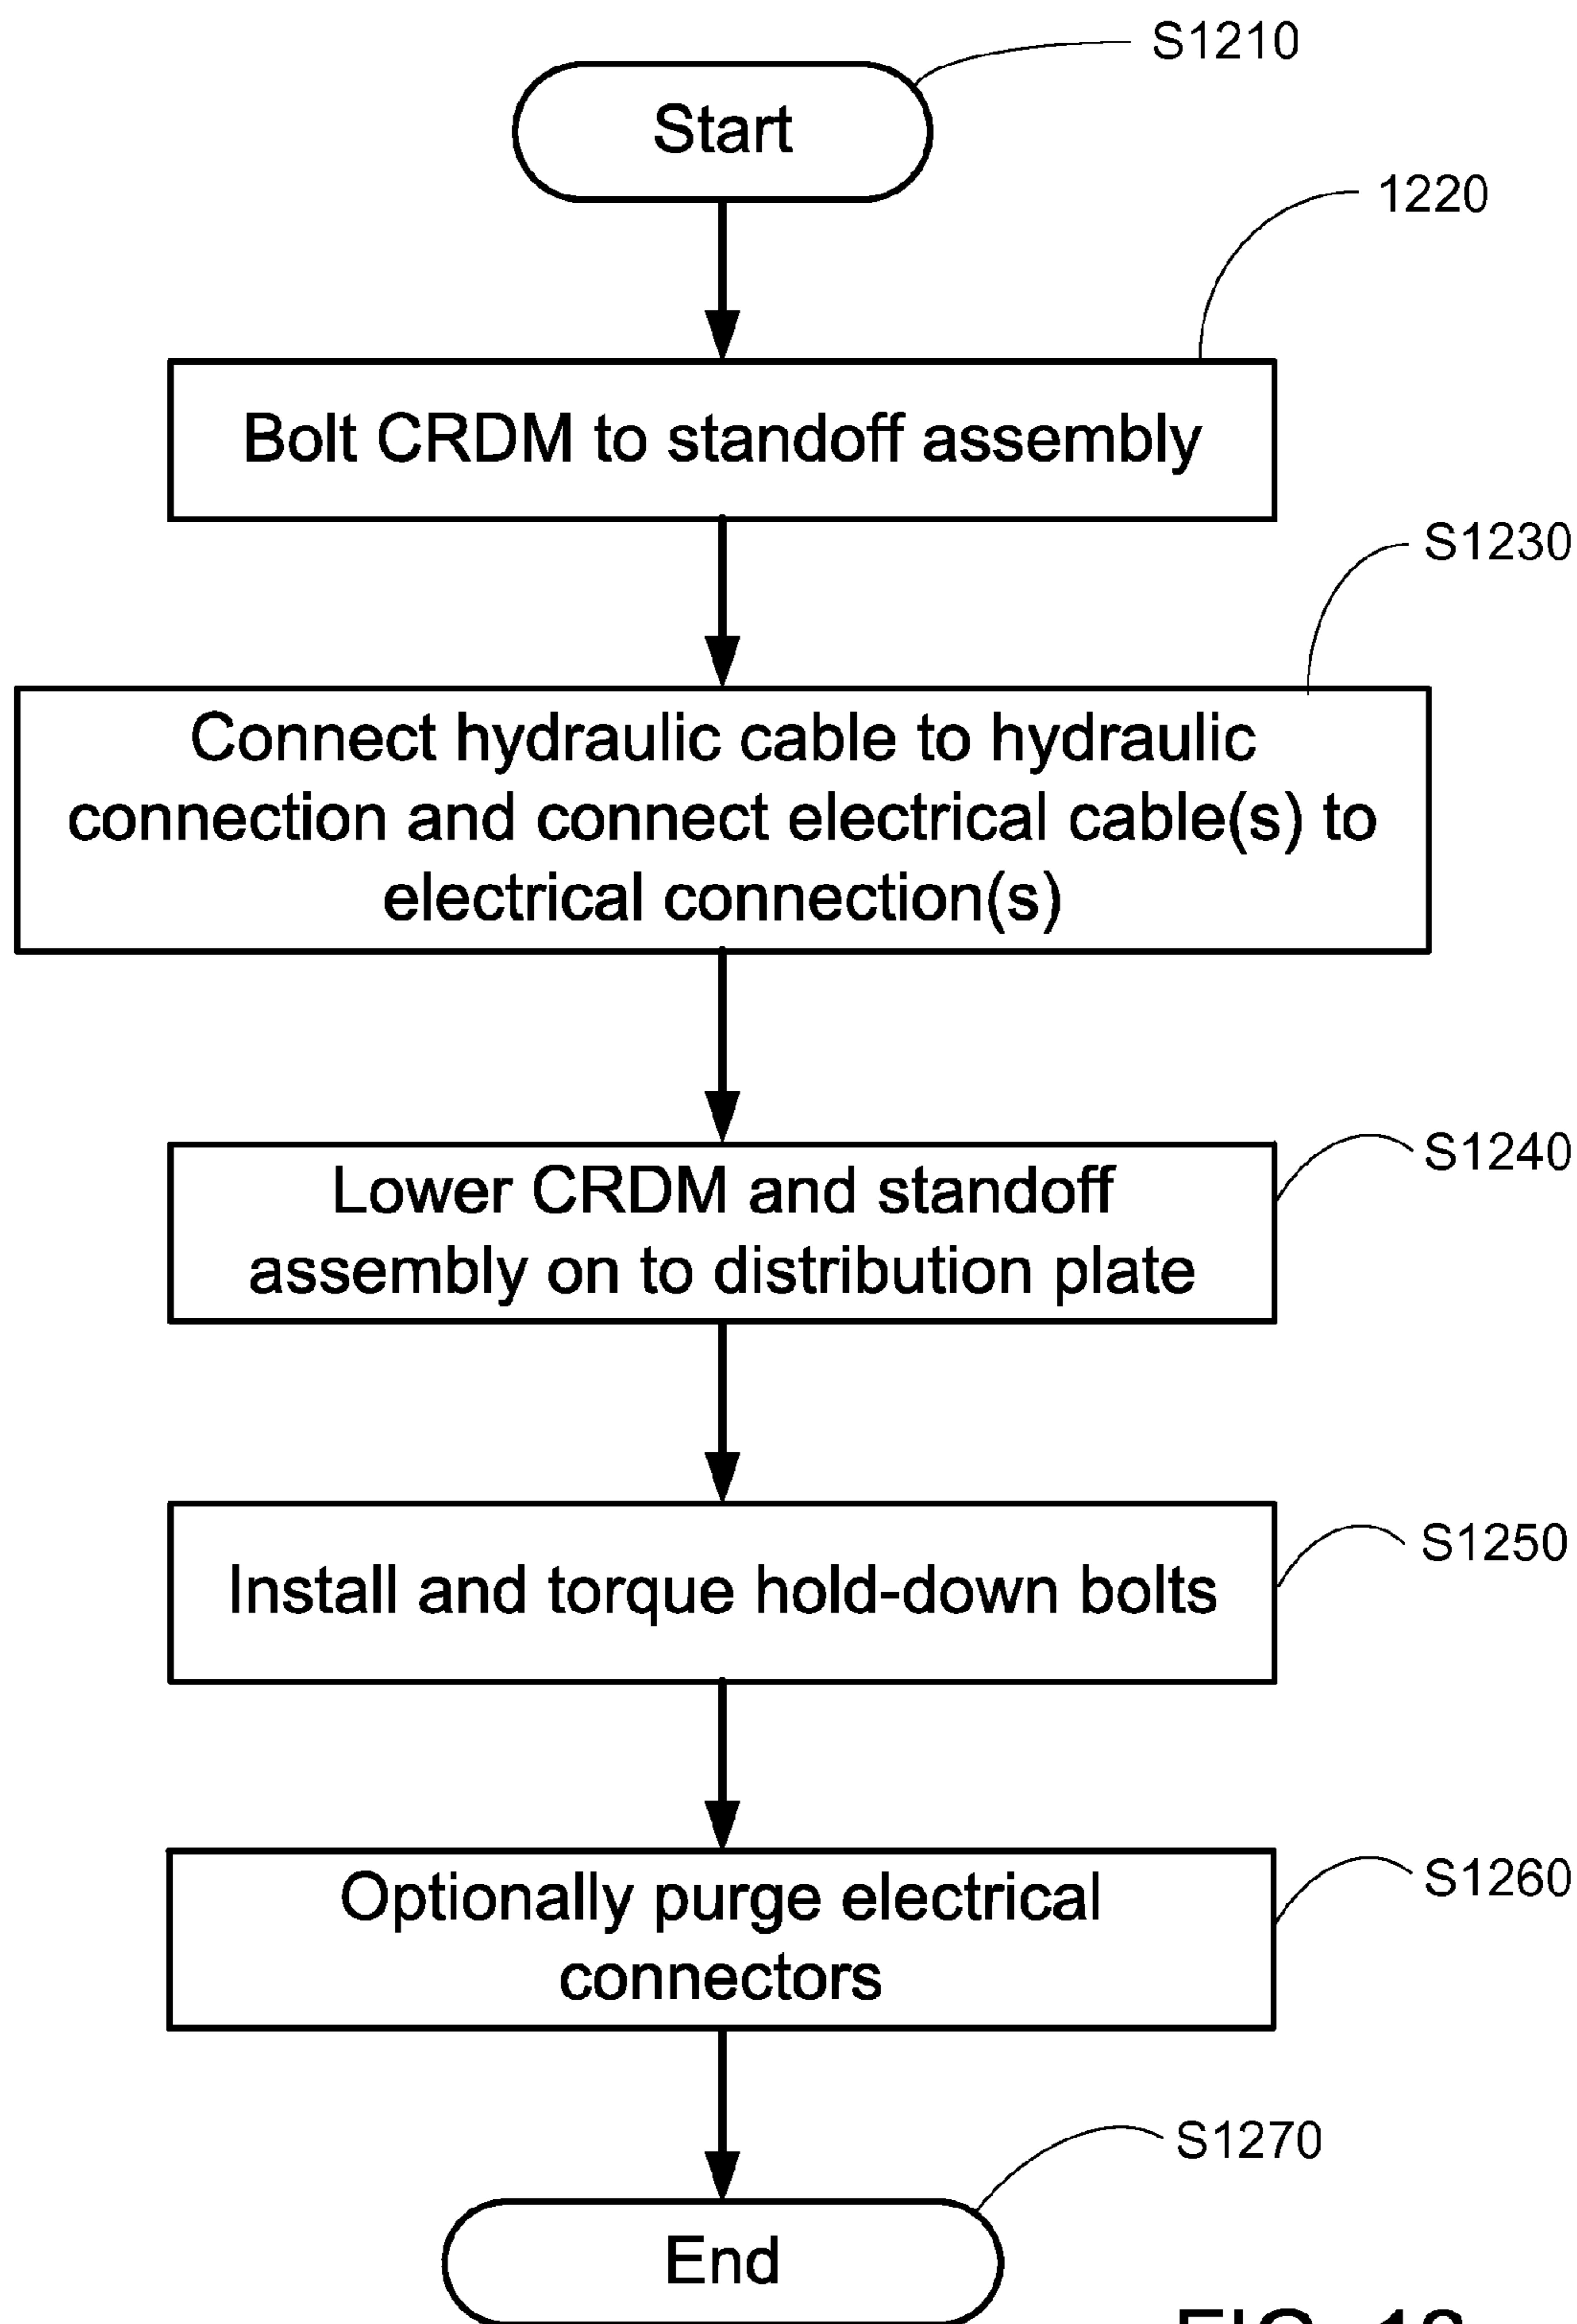 S1210
Start
1220
Bolt CRDM to standoff assembly
S1230
Connect hydraulic cable to hydraulic
connection and connect electrical cable(s) to
electrical connection(s)
S1240
Lower CRDM and standoff
assembly on to distribution plate
S1250
Install and torque hold-down bolts
S1260
Optionally purge electrical
connectors
S1270
End
FIG.